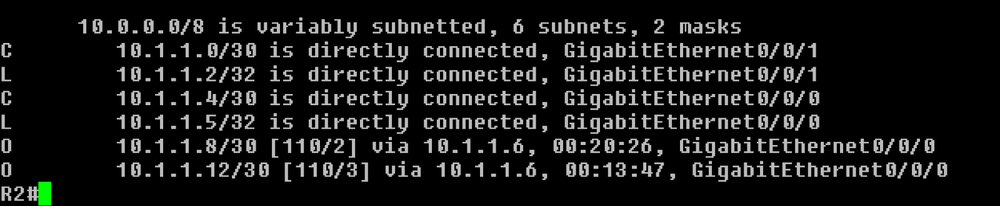 10.0.0.0/8 is variably subnetted, 6 subnets, 2 masks
C        10.1.1.0/30 is directly connected, GigabitEthernet0/0/1
L        10.1.1.2/32 is directly connected, GigabitEthernet0/0/1
C        10.1.1.4/30 is directly connected, GigabitEthernet0/0/0
L        10.1.1.5/32 is directly connected, GigabitEthernet0/0/0
O        10.1.1.8/30 [110/2] via 10.1.1.6, 00:20:26, GigabitEthernet0/0/0
O        10.1.1.12/30 [110/3] via 10.1.1.6, 00:13:47, GigabitEthernet0/0/0
R2#